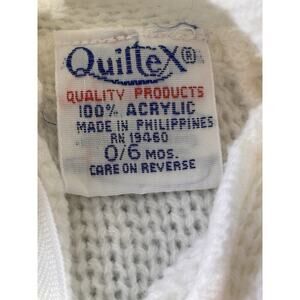 QuilteX®
QUALITY PRODUCTS
100% ACRYLIC
MADE IN PHILIPPINES
RN 19460
0/6 MOS.
CARE ON REVERSE